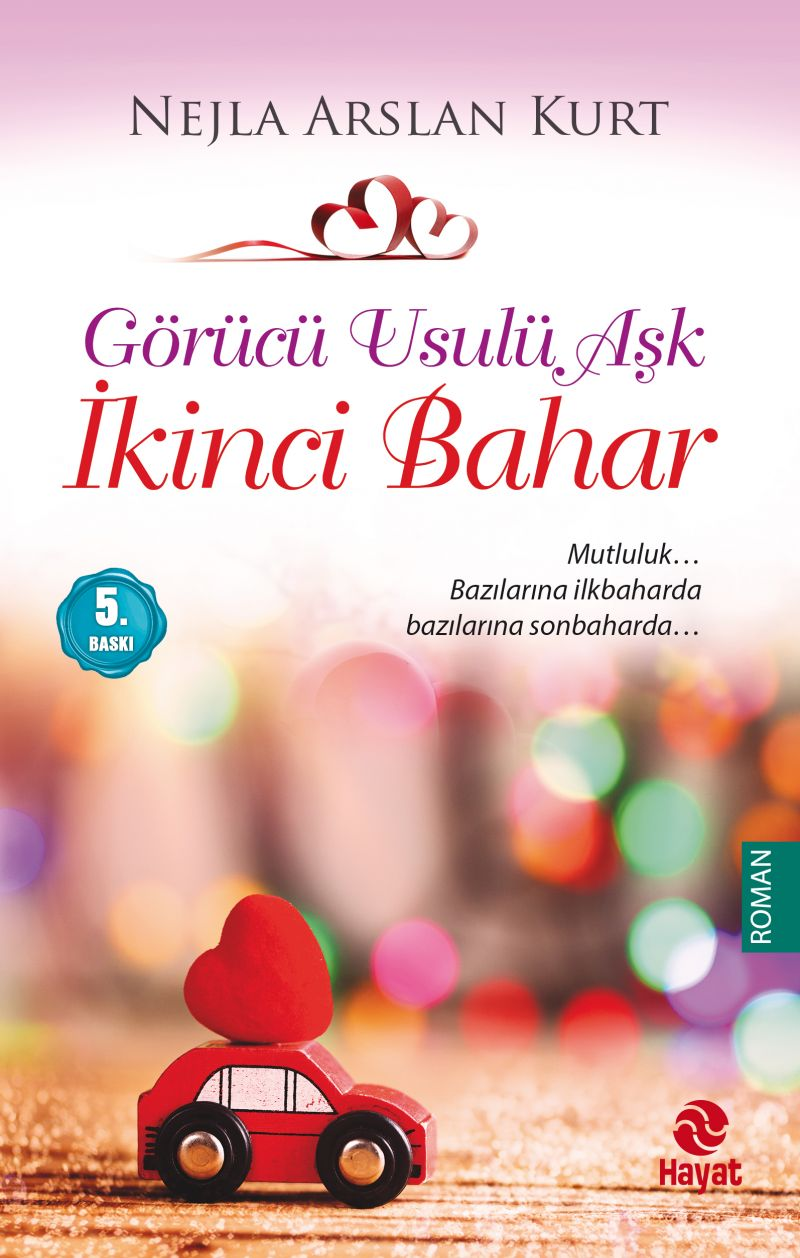 NEJLA ARSLAN KURT
Görücü Usulü Aşk
İkinci Bahar
Mutluluk…
Bazılarına ilkbaharda
bazılarına sonbaharda…
5.
BASKI
ROMAN
Hayat